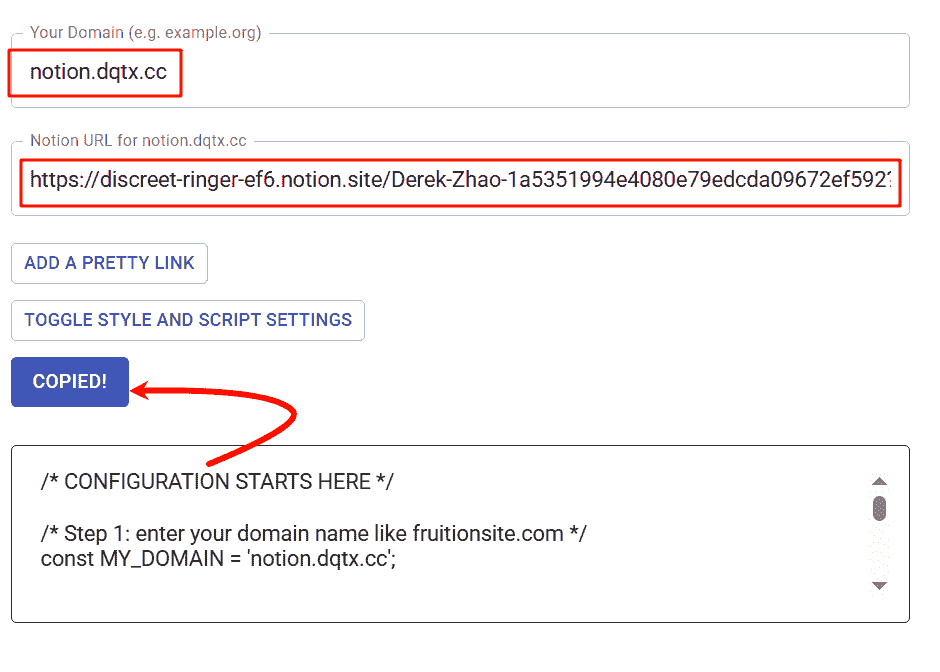 Your Domain (e.g. example.org)
notion.dqtx.cc
Notion URL for notion.dqtx.cc
https://discreet-ringer-ef6.notion.site/Derek-Zhao-1a5351994e4080e79edcda09672ef592?
ADD A PRETTY LINK
TOGGLE STYLE AND SCRIPT SETTINGS
COPIED!
/* CONFIGURATION STARTS HERE */
/* Step 1: enter your domain name like fruitionsite.com */
const MY_DOMAIN = 'notion.dqtx.cc';